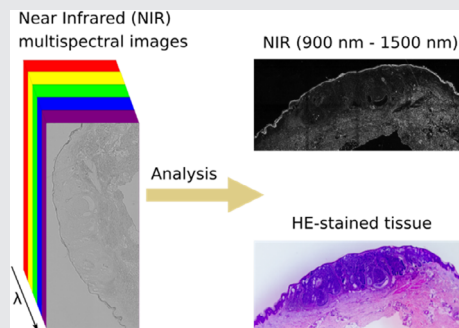 Near Infrared (NIR)
multispectral images
NIR (900 nm - 1500 nm)
Analysis
HE-stained tissue
λ